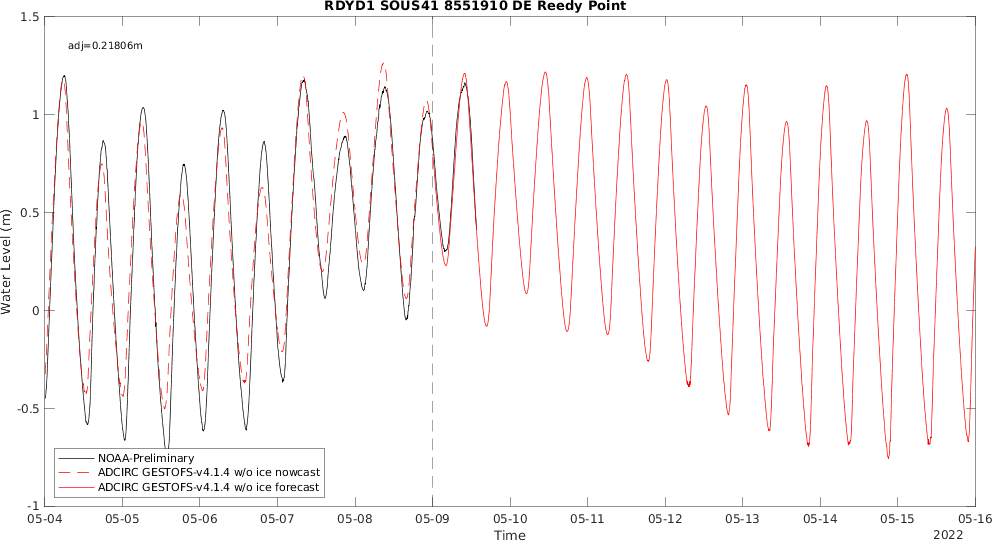 RDYD1 SOUS41 8551910 DE Reedy Point
adj=0.21806m
1.5
1
0.5
0
-0.5
-1
Water Level (m)
NOAA-Preliminary
ADCIRC GESTOFS-v4.1.4 w/o ice nowcast
ADCIRC GESTOFS-v4.1.4 w/o ice forecast
05-04 05-05 05-06 05-07 05-08 05-09 05-10 05-11 05-12 05-13 05-14 05-15 05-16
Time
2022